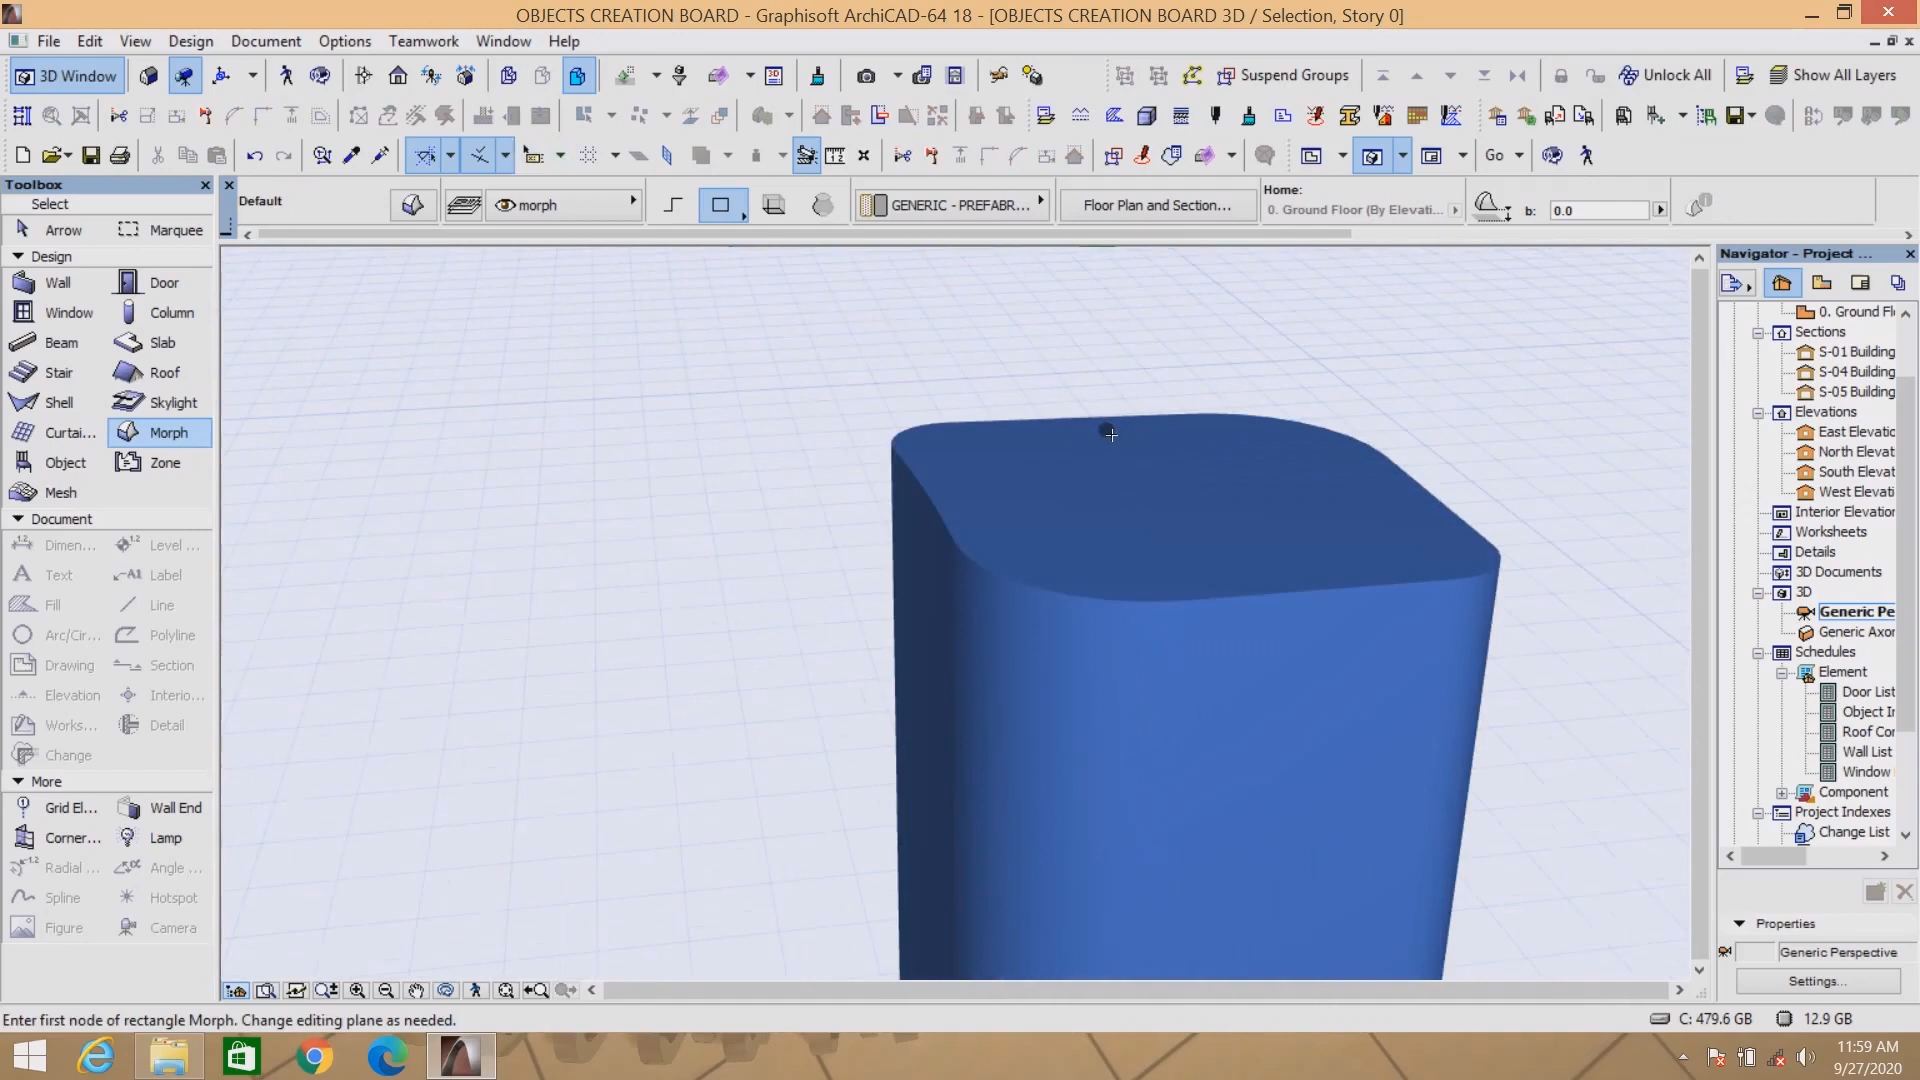 OBJECTS CREATION BOARD - Graphisoft ArchiCAD-64 18 - [OBJECTS CREATION BOARD 3D / Selection, Story 0]
File Edit View Design Document Options Teamwork Window Help
3D Window Suspend Groups Unlock All Show All Layers
Go
Toolbox
Select
Arrow Marquee
Design
Wall Door
Window Column
Beam Slab
Stair Roof
Shell Skylight
Curtai... Morph
Object Zone
Mesh
Document
Dimen... Level ...
Text Label
Fill Line
Arc/Cir... Polyline
Drawing Section
Elevation Interio...
Works... Detail
Change
More
Grid El... Wall End
Corner... Lamp
Radial ... Angle ...
Spline Hotspot
Figure Camera
Default
morph
GENERIC - PREFABR...
Floor Plan and Section...
Home:
0. Ground Floor (By Elevati...
b: 0.0
Navigator - Project ...
0. Ground Fl
Sections
S-01 Building
S-04 Building
S-05 Building
Elevations
East Elevatio
North Elevat
South Elevat
West Elevati
Interior Elevation
Worksheets
Details
3D Documents
3D
Generic Pe
Generic Axon
Schedules
Element
Door List
Object In
Roof Cor
Wall List
Window
Component
Project Indexes
Change List
Properties
Generic Perspective
Settings...
Enter first node of rectangle Morph. Change editing plane as needed.
C: 479.6 GB 12.9 GB
11:59 AM
9/27/2020